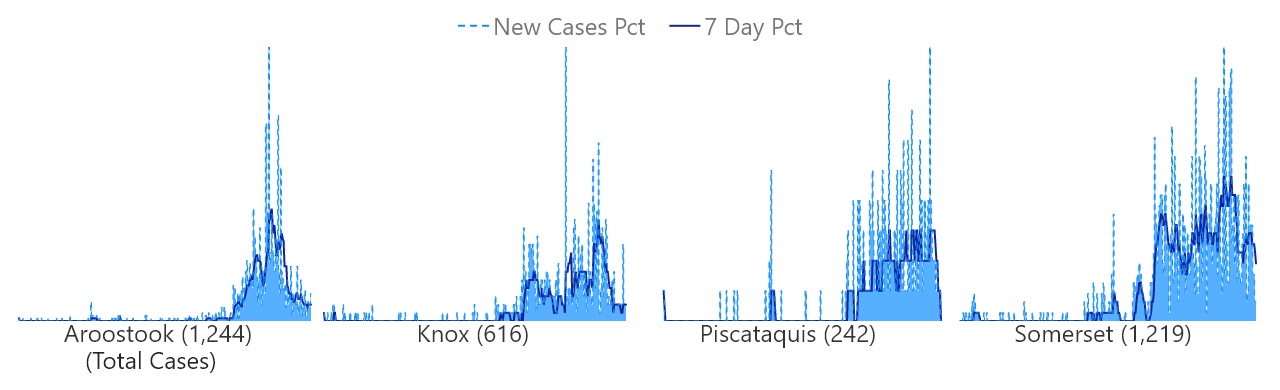 New Cases Pct 7 Day Pct
Aroostook (1,244) Knox (616) Piscataquis (242) Somerset (1,219)
(Total Cases)